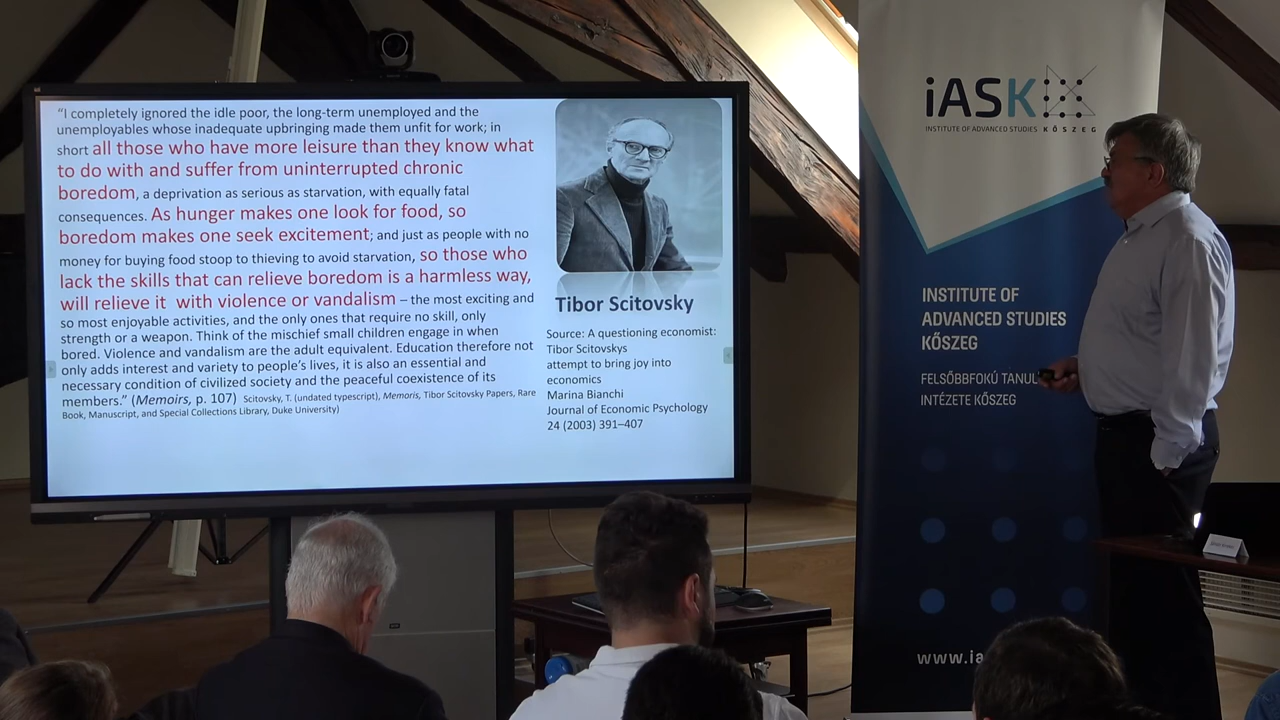 “I completely ignored the idle poor, the long-term unemployed and the
unemployables whose inadequate upbringing made them unfit for work; in
short all those who have more leisure than they know what
to do with and suffer from uninterrupted chronic
boredom, a deprivation as serious as starvation, with equally fatal
consequences. As hunger makes one look for food, so
boredom makes one seek excitement; and just as people with no
money for buying food stoop to thieving to avoid starvation, so those who
lack the skills that can relieve boredom is a harmless way,
will relieve it with violence or vandalism – the most exciting and
so most enjoyable activities, and the only ones that require no skill, only
strength or a weapon. Think of the mischief small children engage in when
bored. Violence and vandalism are the adult equivalent. Education therefore not
only adds interest and variety to people’s lives, it is also an essential and
necessary condition of civilized society and the peaceful coexistence of its
members.” (Memoirs, p. 107) Scitovsky, T. (undated typescript), Memoris, Tibor Scitovsky Papers, Rare
Book, Manuscript, and Special Collections Library, Duke University)
Tibor Scitovsky
Source: A questioning economist:
Tibor Scitovskys
attempt to bring joy into
economics
Marina Bianchi
Journal of Economic Psychology
24 (2003) 391–407
iASK
INSTITUTE OF ADVANCED STUDIES KŐSZEG
INSTITUTE OF
ADVANCED STUDIES
KŐSZEG
FELSŐBBFOKÚ TANUL
INTÉZETE KŐSZEG
www.ia